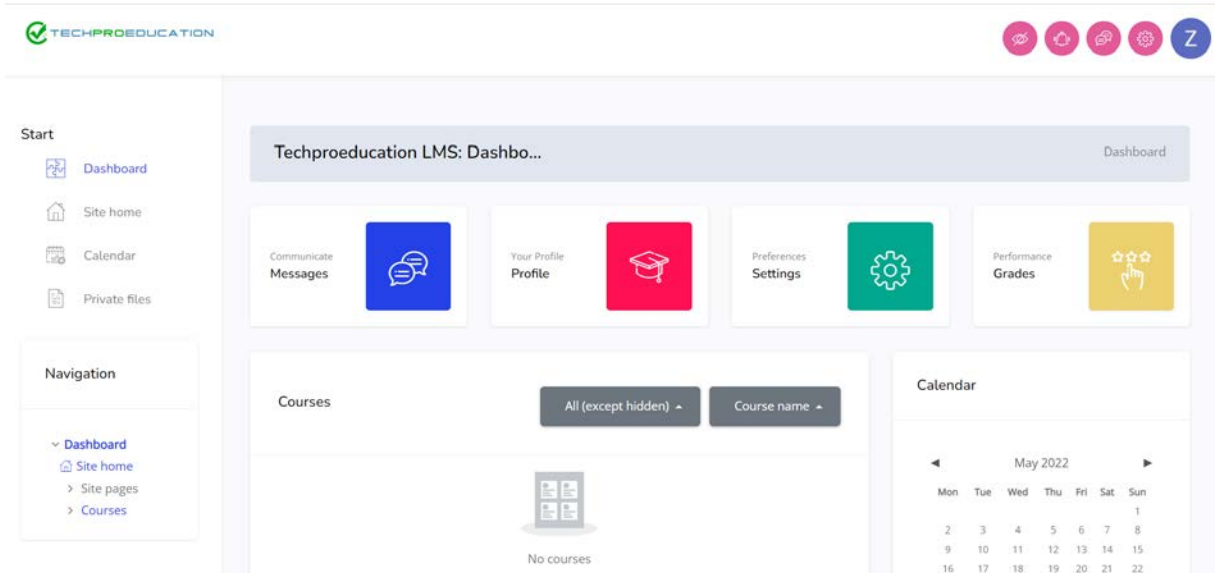 TECHPROEDUCATION
Z
Start
Dashboard
Site home
Calendar
Private files
Navigation
Dashboard
Site home
Site pages
Courses
Techproeducation LMS: Dashbo...
Dashboard
Communicate
Messages
Your Profile
Profile
Preferences
Settings
Performance
Grades
Courses
All (except hidden)
Course name
No courses
Calendar
May 2022
Mon Tue Wed Thu Fri Sat Sun
1
2 3 4 5 6 7 8
9 10 11 12 13 14 15
16 17 18 19 20 21 22